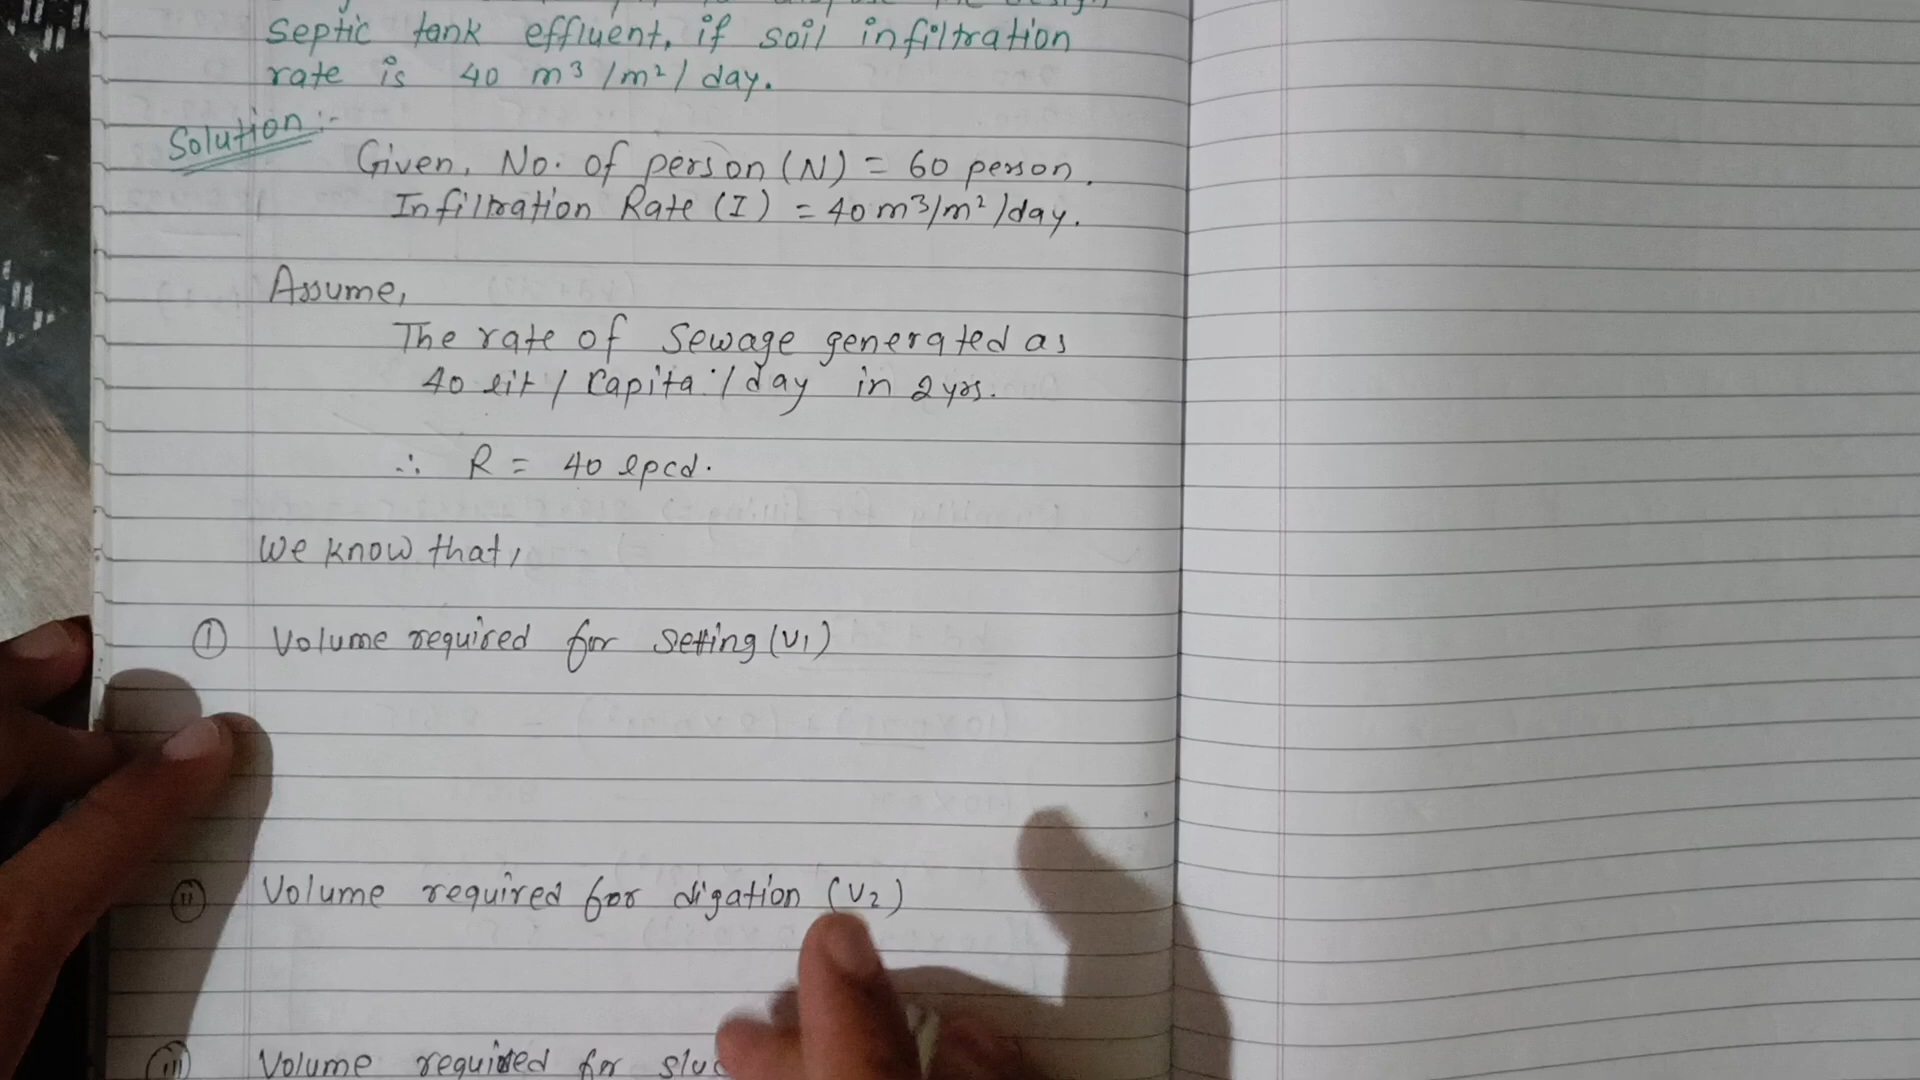 septic tank effluent, if soil infiltration
rate is 40 m³/m²/day.
Solution:-
Given, No. of person (N) = 60 person.
Infiltration Rate (I) = 40 m³/m²/day.
Assume,
The rate of sewage generated as
40 lit / Capita / day in 2 yrs.
∴ R = 40 lpcd.
We know that,
① Volume required for setting (V₁)
(ii) Volume required for digation (V₂)
(iii) Volume required for